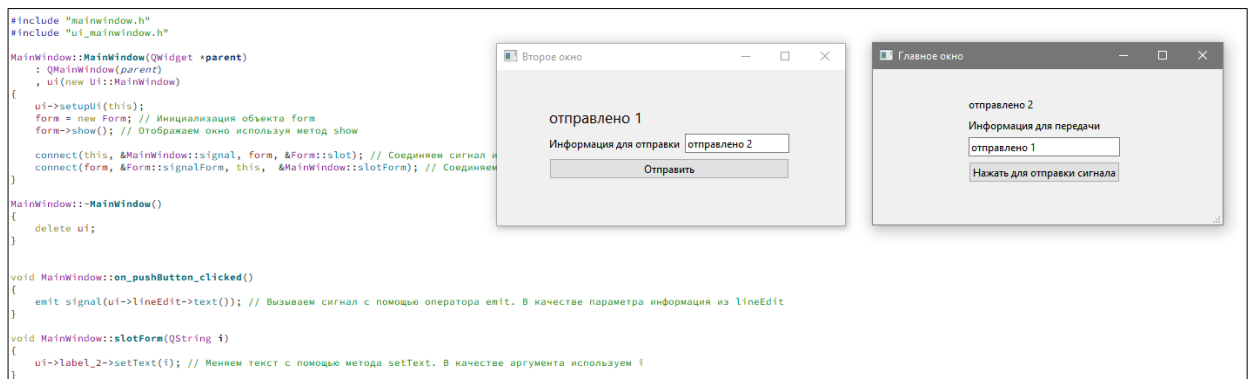 #include "mainwindow.h"
#include "ui_mainwindow.h"
MainWindow::MainWindow(QWidget *parent)
    : QMainWindow(parent)
    , ui(new Ui::MainWindow)
{
    ui->setupUi(this);
    form = new Form; // Инициализация объекта form
    form->show(); // Отображаем окно используя метод show
    connect(this, &MainWindow::signal, form, &Form::slot); // Соединяем сигнал и
    connect(form, &Form::signalForm, this,  &MainWindow::slotForm); // Соединяем
}
MainWindow::~MainWindow()
{
    delete ui;
}
void MainWindow::on_pushButton_clicked()
{
    emit signal(ui->lineEdit->text()); // Вызываем сигнал с помощью оператора emit. В качестве параметра информация из lineEdit
}
void MainWindow::slotForm(QString i)
{
    ui->label_2->setText(i); // Меняем текст с помощью метода setText. В качестве аргумента используем i
}
Второе окно
отправлено 1
Информация для отправки отправлено 2
Отправить
Главное окно
отправлено 2
Информация для передачи
отправлено 1
Нажать для отправки сигнала